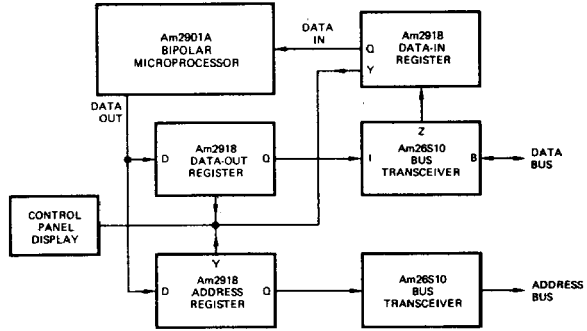 Am2901A
BIPOLAR
MICROPROCESSOR
DATA
IN
Q
Y
Am2918
DATA-IN
REGISTER
DATA
OUT
D
Am2918
DATA-OUT
REGISTER
Q
I
Z
Am26S10
BUS
TRANSCEIVER
B
DATA
BUS
CONTROL
PANEL
DISPLAY
D
Y
Am2918
ADDRESS
REGISTER
Q
Am26S10
BUS
TRANSCEIVER
ADDRESS
BUS